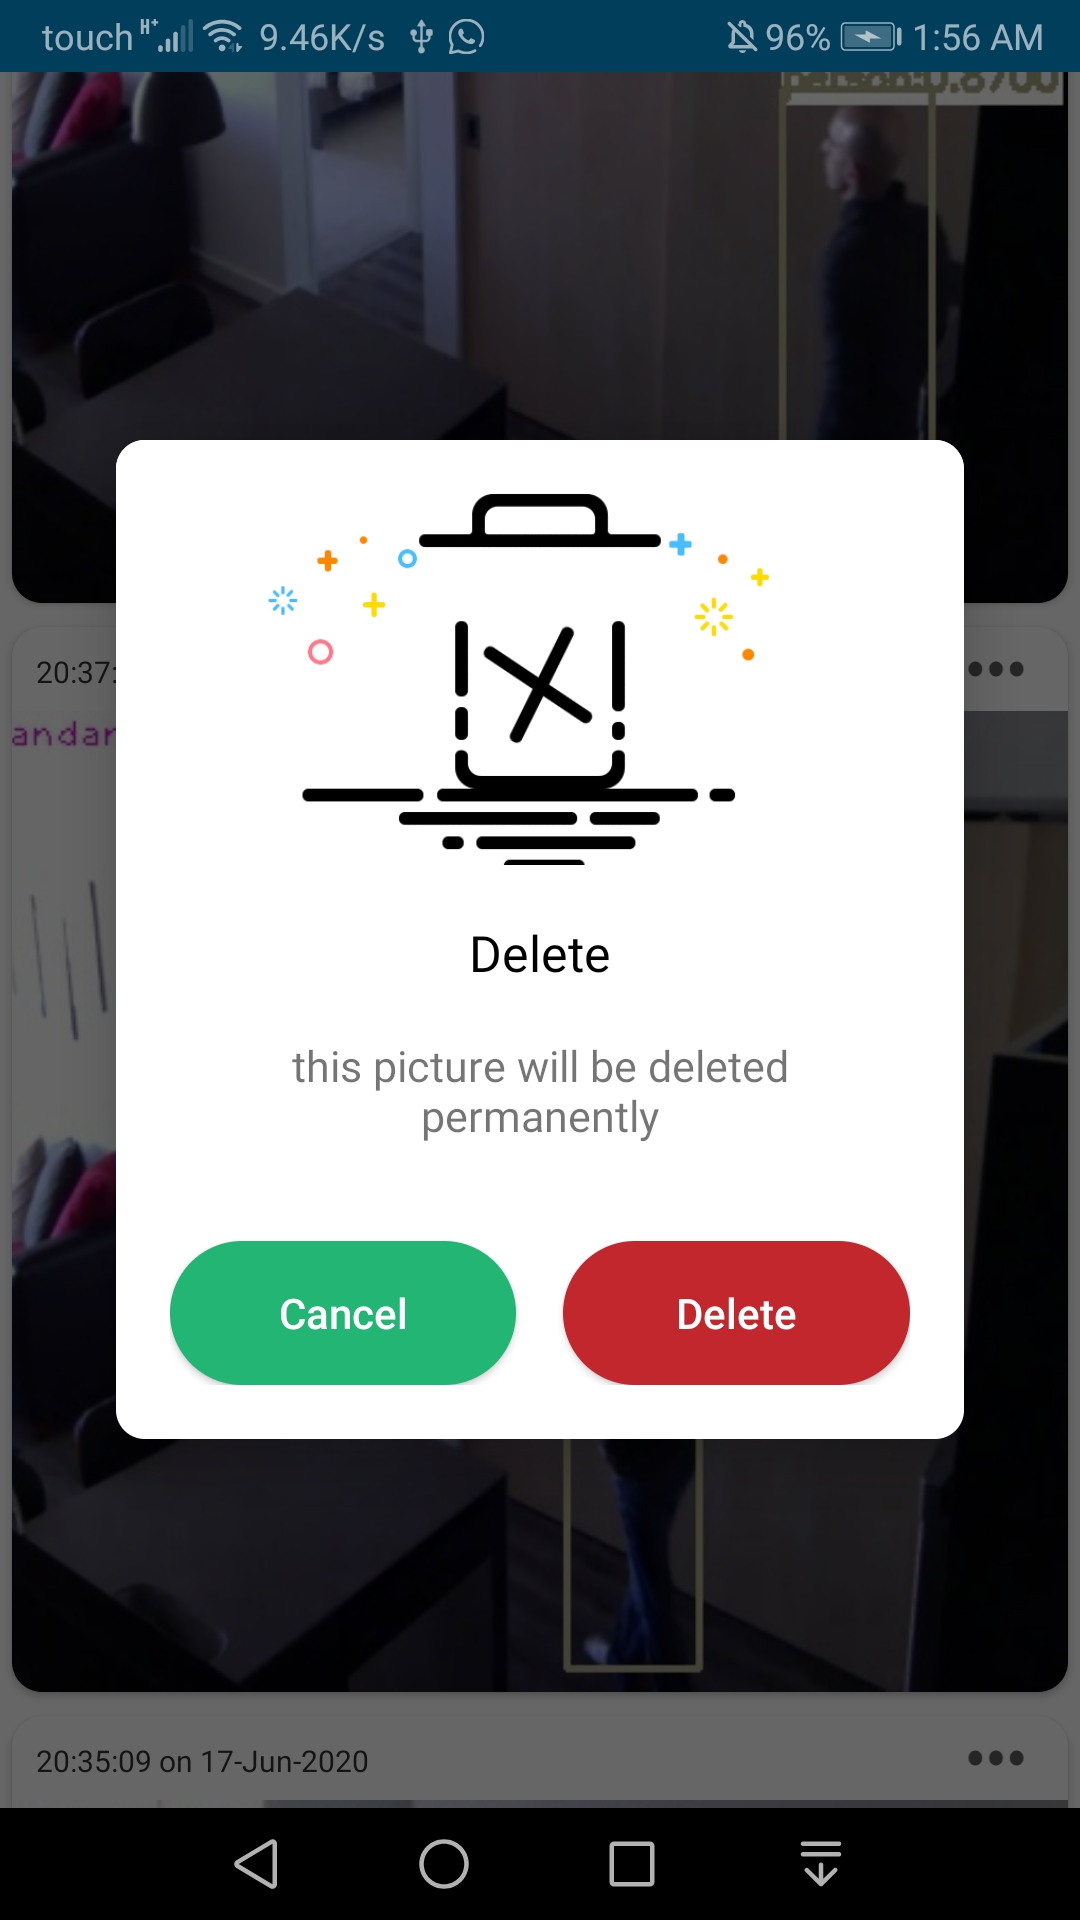 touch H+ 9.46K/s 96% 1:56 AM
20:37:
andar
Delete
this picture will be deleted
permanently
Cancel
Delete
20:35:09 on 17-Jun-2020